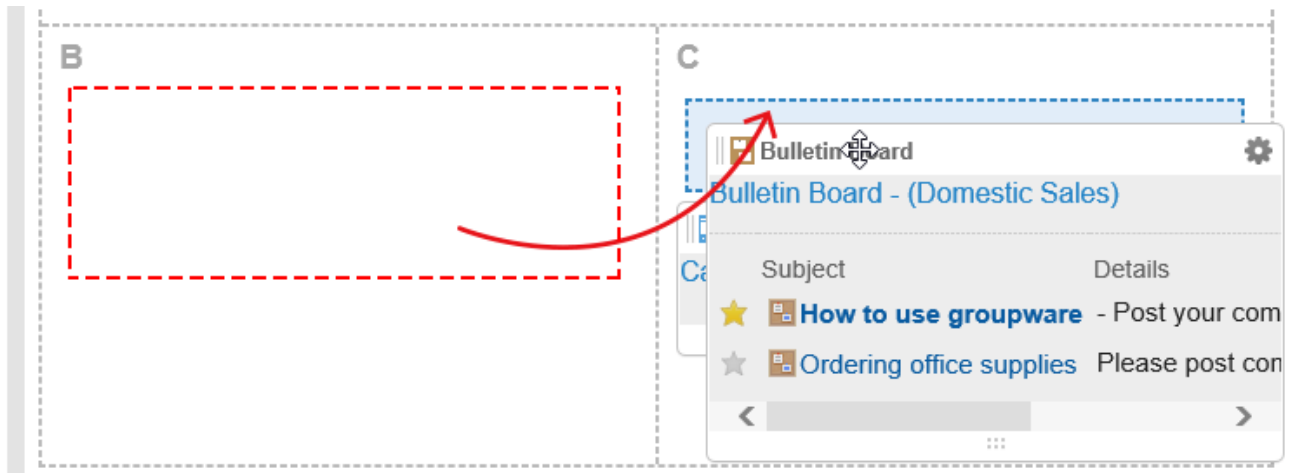 B
C
Bulletin Board
Bulletin Board - (Domestic Sales)
Ca
Subject Details
How to use groupware - Post your com
Ordering office supplies Please post con